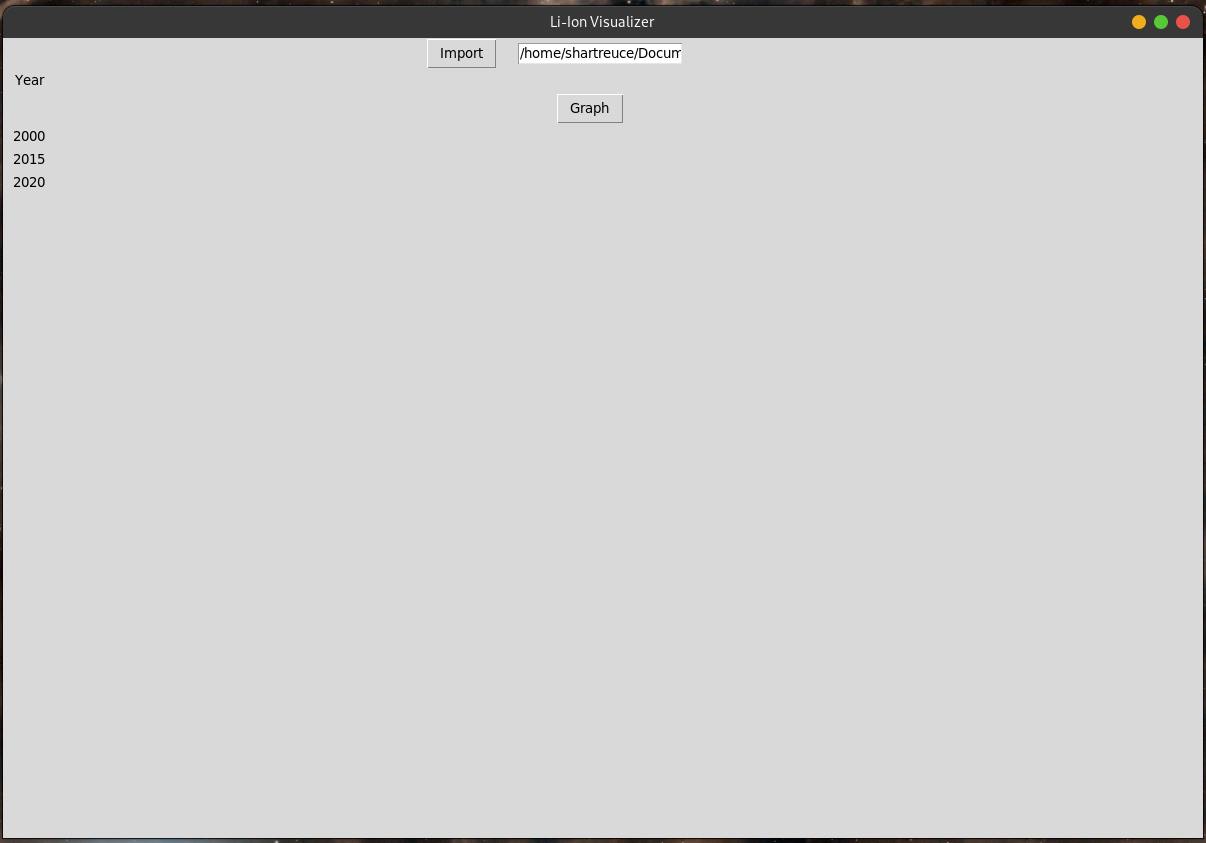 Li-Ion Visualizer
Import /home/shartreuce/Docum
Year
Graph
2000
2015
2020